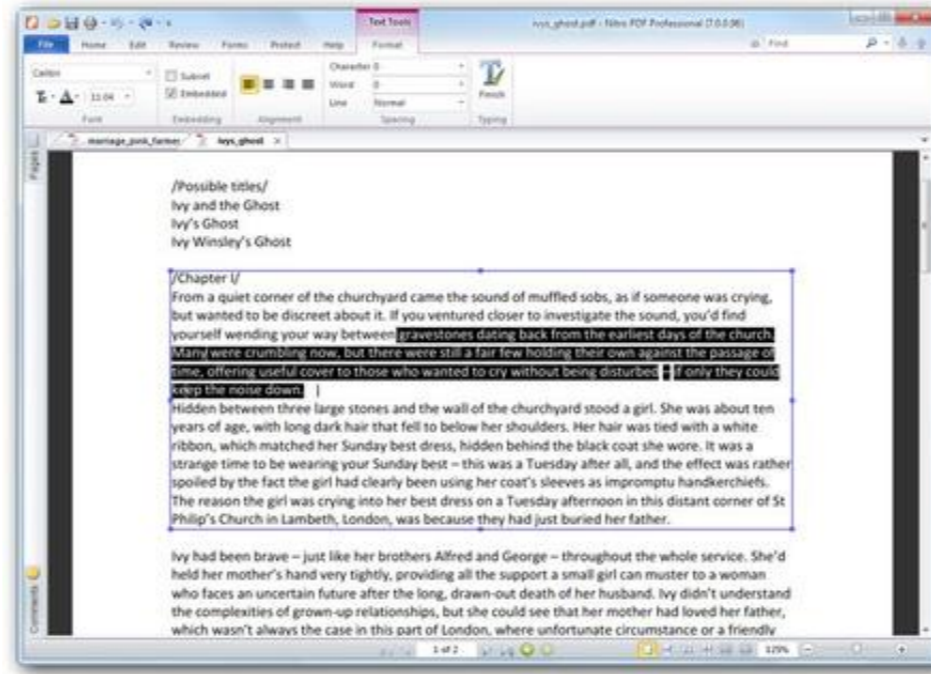 Text Tools
ivys_ghost.pdf - Nitro PDF Professional (7.0.0.96)
File Home Edit Review Forms Protect Help Format Find
Calibri Subset Character 0
11.04 Embedded Word 0 Finish
Line Normal
Font Embedding Alignment Spacing Typing
marriage_pink_farmer ivys_ghost
Pages
/Possible titles/
Ivy and the Ghost
Ivy's Ghost
Ivy Winsley's Ghost
/Chapter I/
From a quiet corner of the churchyard came the sound of muffled sobs, as if someone was crying,
but wanted to be discreet about it. If you ventured closer to investigate the sound, you'd find
yourself wending your way between gravestones dating back from the earliest days of the church.
Many were crumbling now, but there were still a fair few holding their own against the passage of
time, offering useful cover to those who wanted to cry without being disturbed – if only they could
keep the noise down.
Hidden between three large stones and the wall of the churchyard stood a girl. She was about ten
years of age, with long dark hair that fell to below her shoulders. Her hair was tied with a white
ribbon, which matched her Sunday best dress, hidden behind the black coat she wore. It was a
strange time to be wearing your Sunday best – this was a Tuesday after all, and the effect was rather
spoiled by the fact the girl had clearly been using her coat's sleeves as impromptu handkerchiefs.
The reason the girl was crying into her best dress on a Tuesday afternoon in this distant corner of St
Philip's Church in Lambeth, London, was because they had just buried her father.
Ivy had been brave – just like her brothers Alfred and George – throughout the whole service. She'd
held her mother's hand very tightly, providing all the support a small girl can muster to a woman
who faces an uncertain future after the long, drawn-out death of her husband. Ivy didn't understand
the complexities of grown-up relationships, but she could see that her mother had loved her father,
which wasn't always the case in this part of London, where unfortunate circumstance or a friendly
Comments
1 of 2 125%